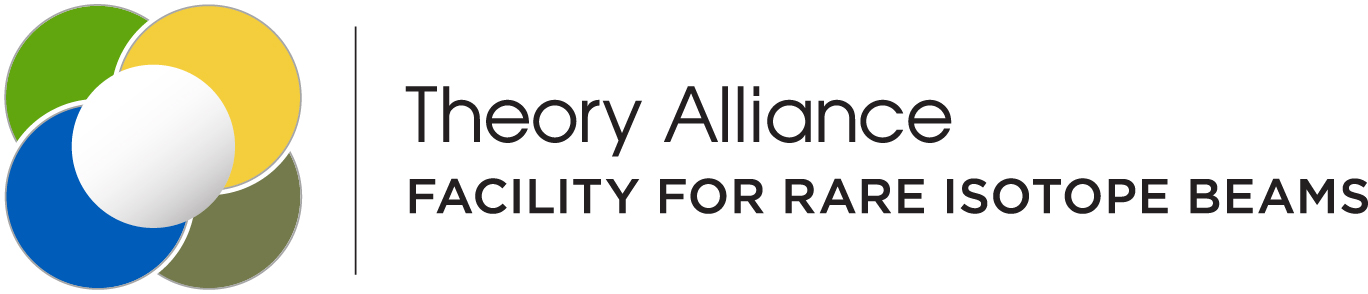 Theory Alliance
FACILITY FOR RARE ISOTOPE BEAMS